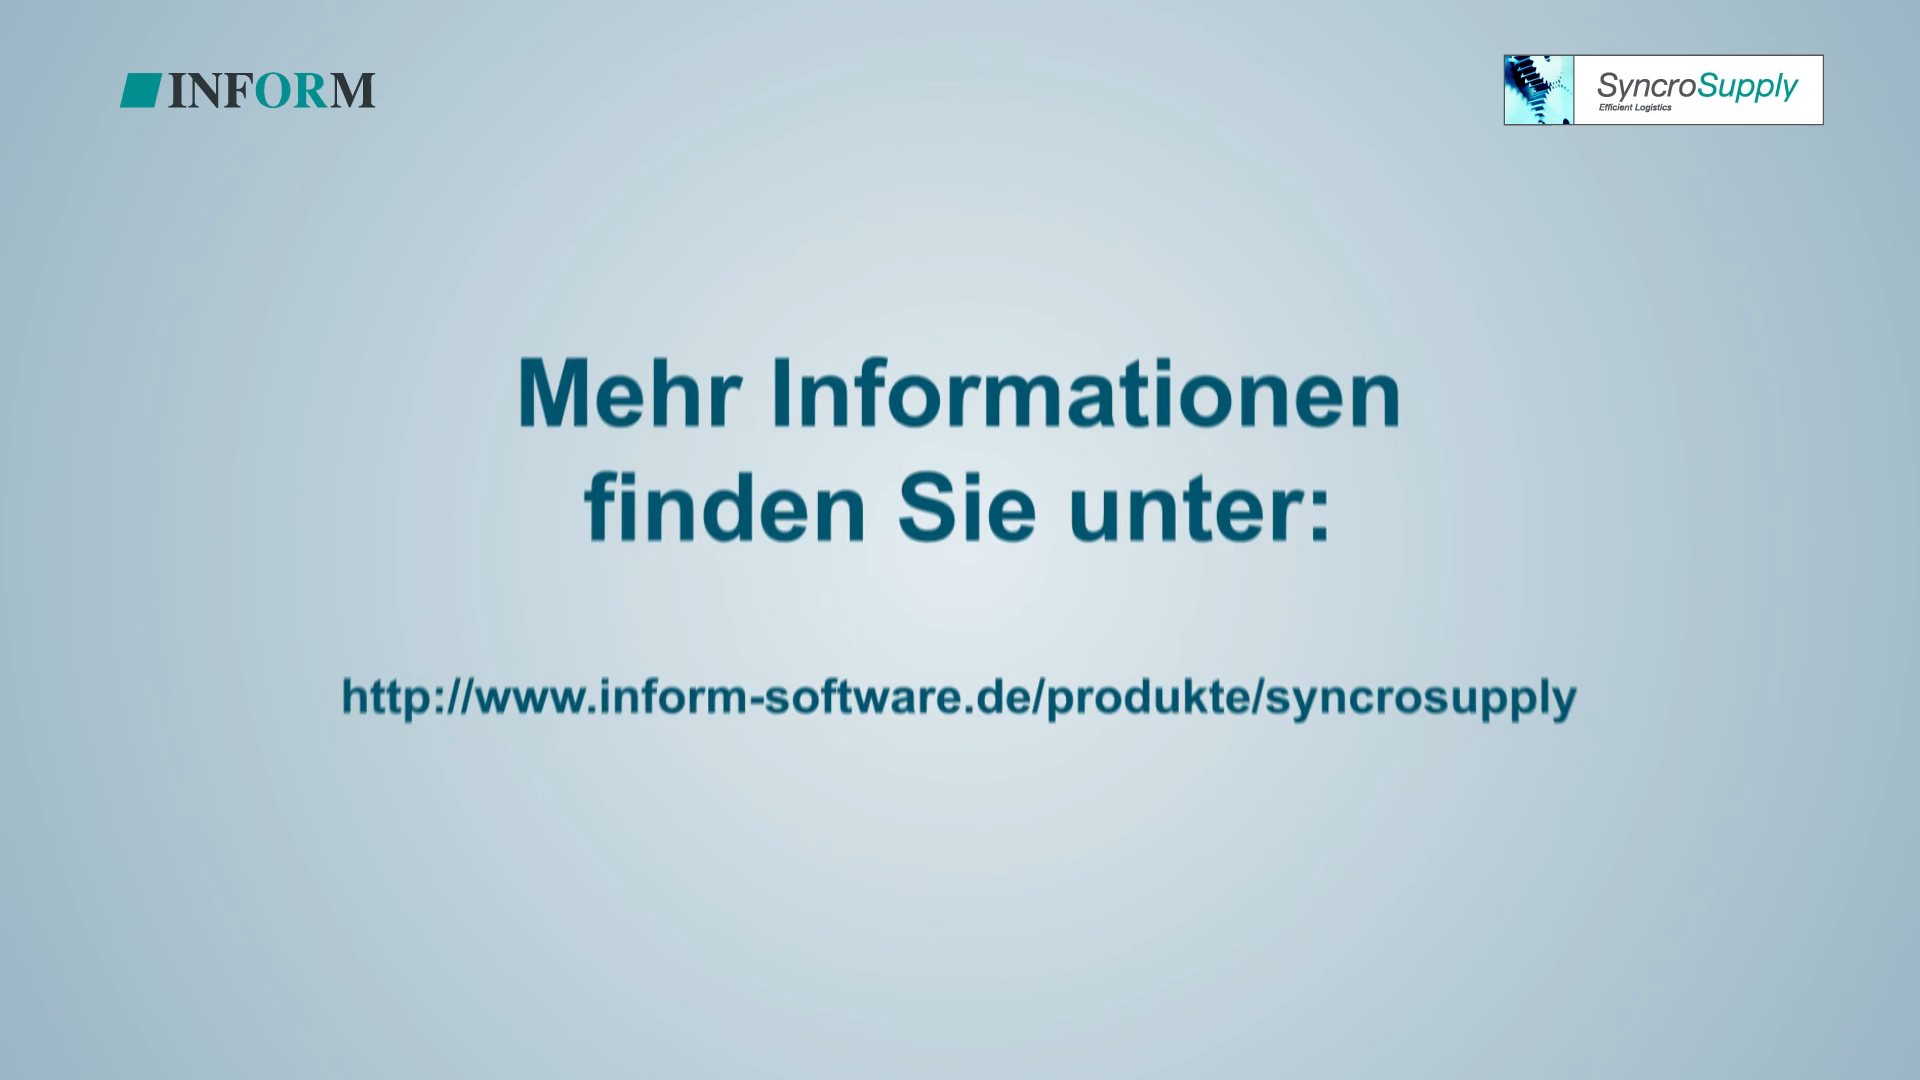 INFORM
SyncroSupply
Efficient Logistics
Mehr Informationen
finden Sie unter:
http://www.inform-software.de/produkte/syncrosupply